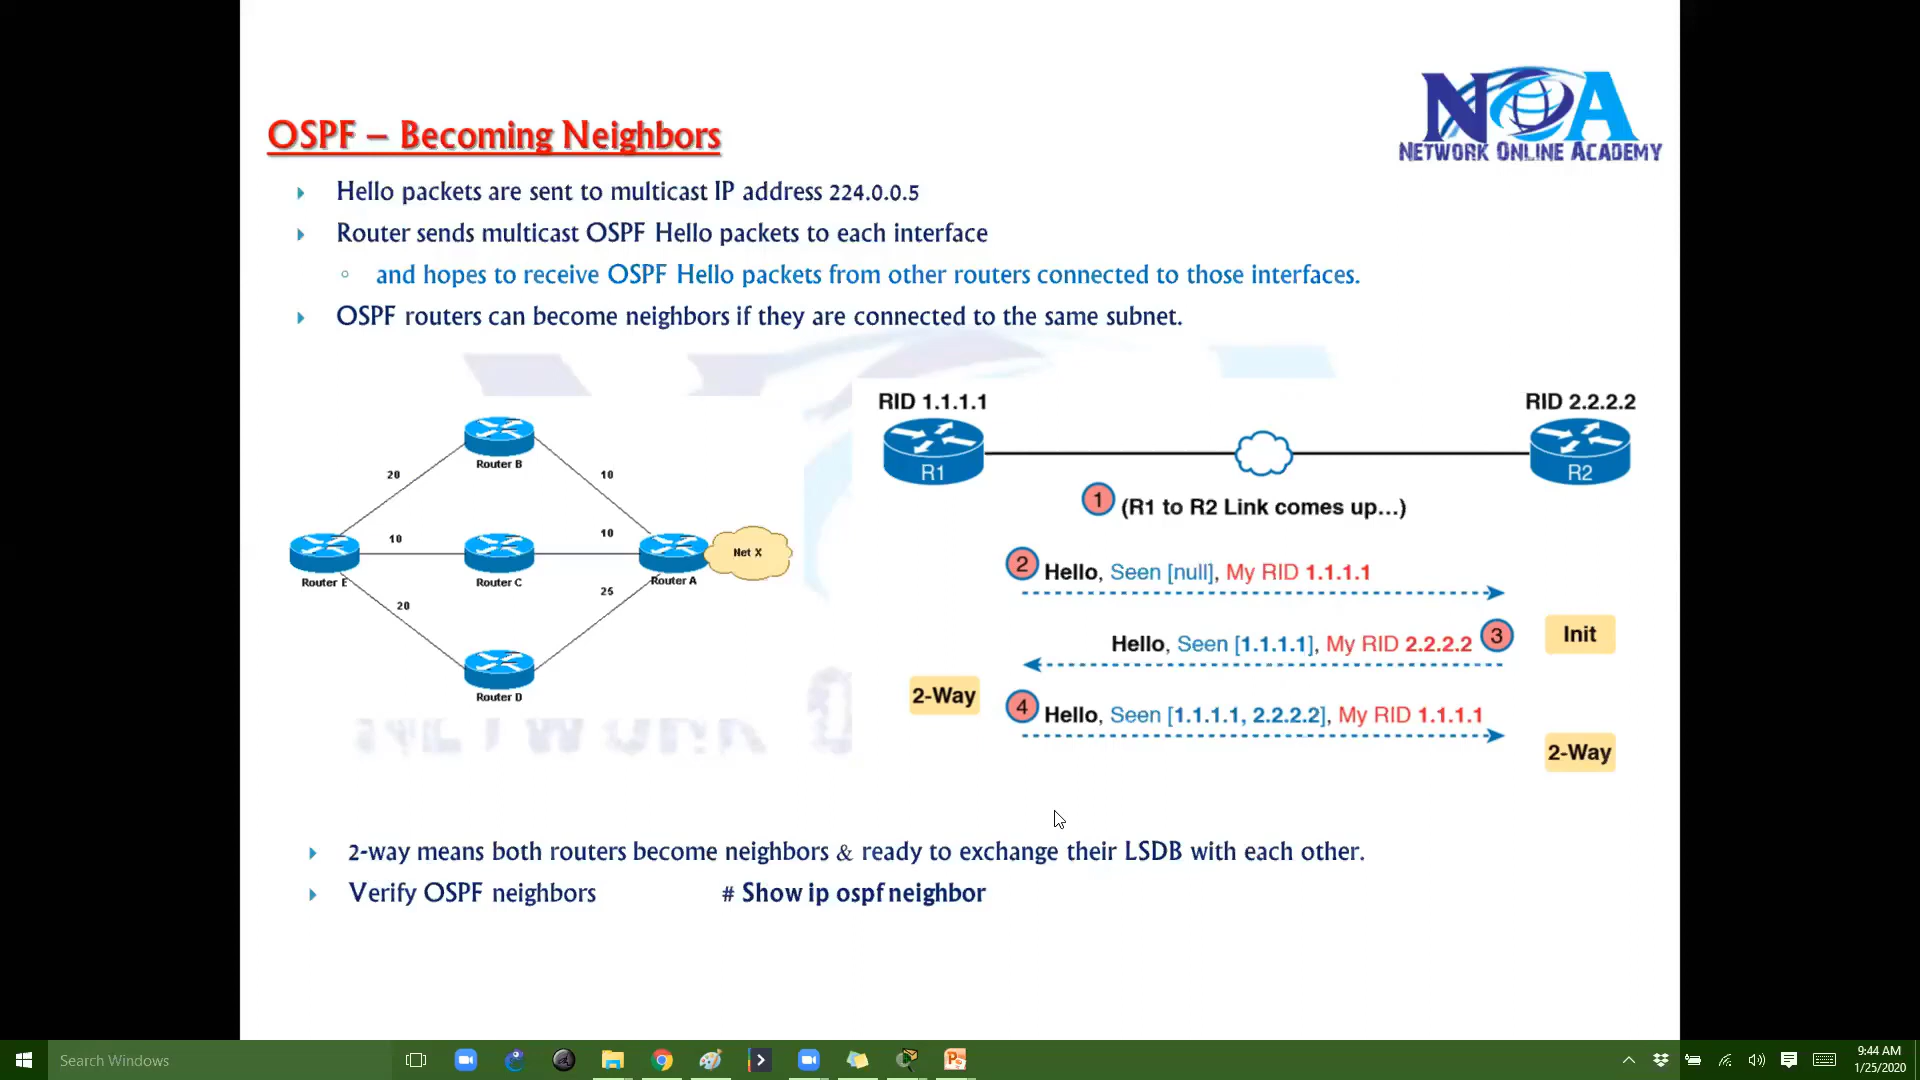 NOA
NETWORK ONLINE ACADEMY
OSPF – Becoming Neighbors
Hello packets are sent to multicast IP address 224.0.0.5
Router sends multicast OSPF Hello packets to each interface
and hopes to receive OSPF Hello packets from other routers connected to those interfaces.
OSPF routers can become neighbors if they are connected to the same subnet.
Router B
20
10
Router E
10
Router C
10
Router A
Net X
20
25
Router D
RID 1.1.1.1
RID 2.2.2.2
R1
R2
1 (R1 to R2 Link comes up...)
2 Hello, Seen [null], My RID 1.1.1.1
Hello, Seen [1.1.1.1], My RID 2.2.2.2 3
Init
2-Way
4 Hello, Seen [1.1.1.1, 2.2.2.2], My RID 1.1.1.1
2-Way
NETWORK O
2-way means both routers become neighbors & ready to exchange their LSDB with each other.
Verify OSPF neighbors # Show ip ospf neighbor
Search Windows
9:44 AM
1/25/2020